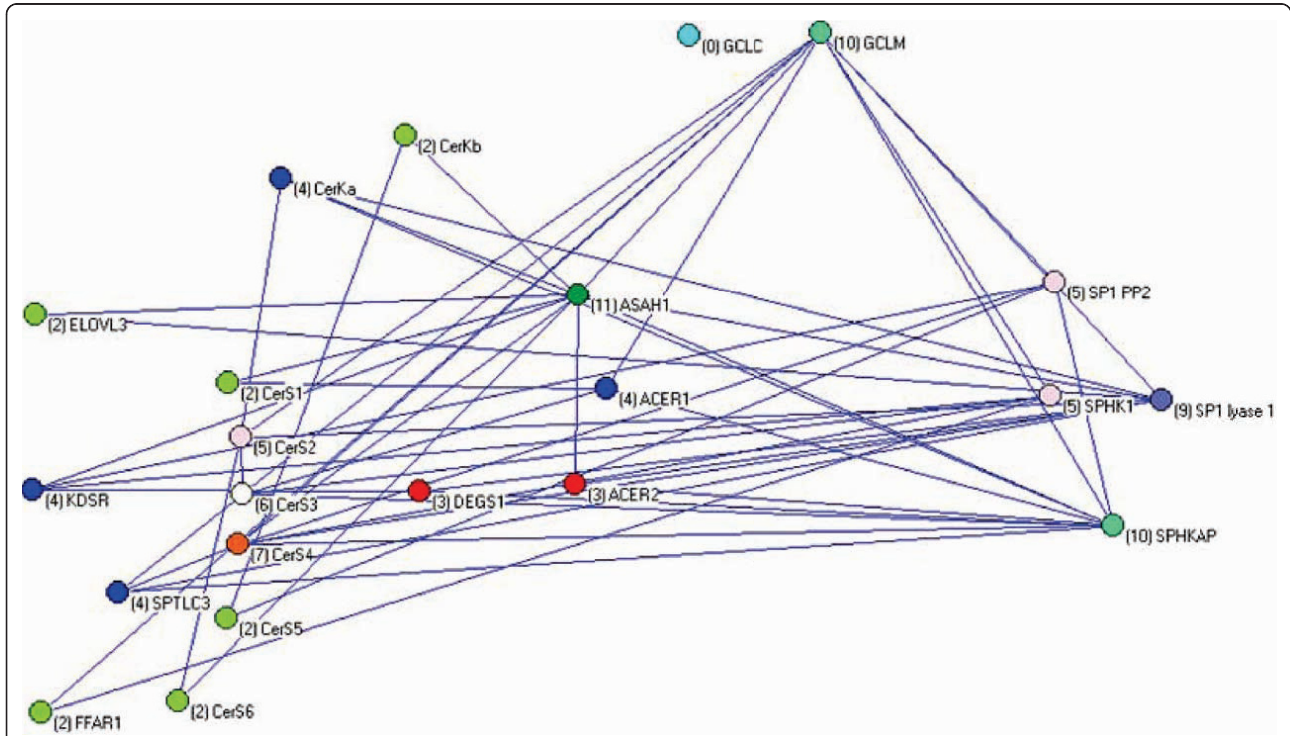 (0) GCLC
(10) GCLM
(2) CerKb
(4) CerKa
(5) SP1 PP2
(11) ASAH1
(2) ELOVL3
(2) CerS1
(4) ACER1
(5) SPHK1
(9) SP1 lyase 1
(5) CerS2
(4) KDSR
(6) CerS3
(3) DEGS1
(3) ACER2
(10) SPHKAP
(7) CerS4
(4) SPTLC3
(2) CerS5
(2) CerS6
(2) FFAR1